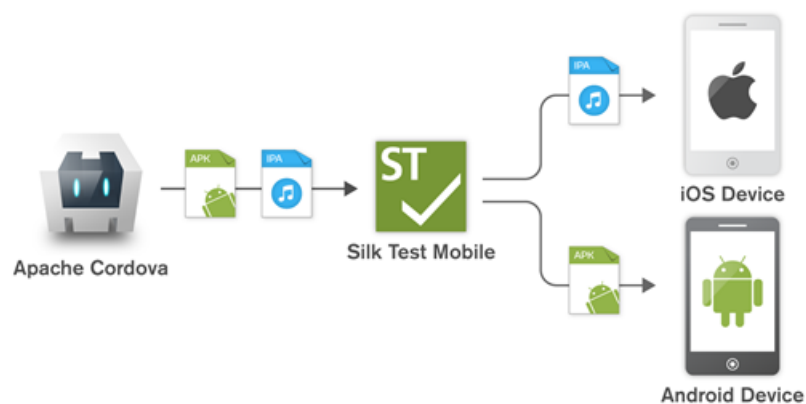 APK
IPA
ST
Apache Cordova
Silk Test Mobile
IPA
iOS Device
APK
Android Device